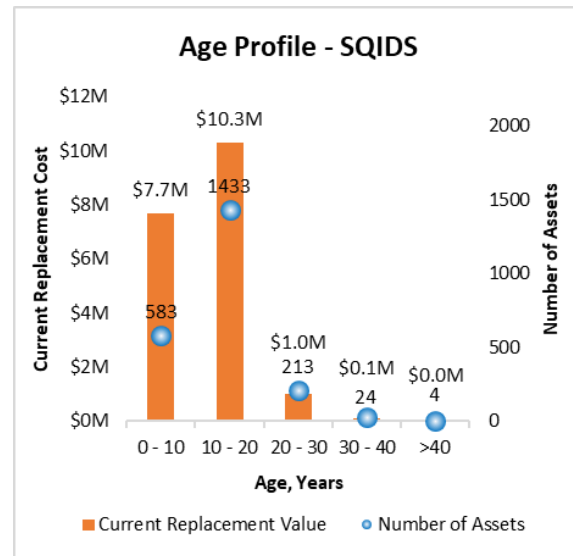 Age Profile - SQIDS
Current Replacement Cost
$12M
$10M
$8M
$6M
$4M
$2M
$0M
$7.7M
583
$10.3M
1433
$1.0M
213
$0.1M
24
$0.0M
4
2000
1500
1000
500
0
Number of Assets
0 - 10
10 - 20
20 - 30
30 - 40
>40
Age, Years
Current Replacement Value
Number of Assets